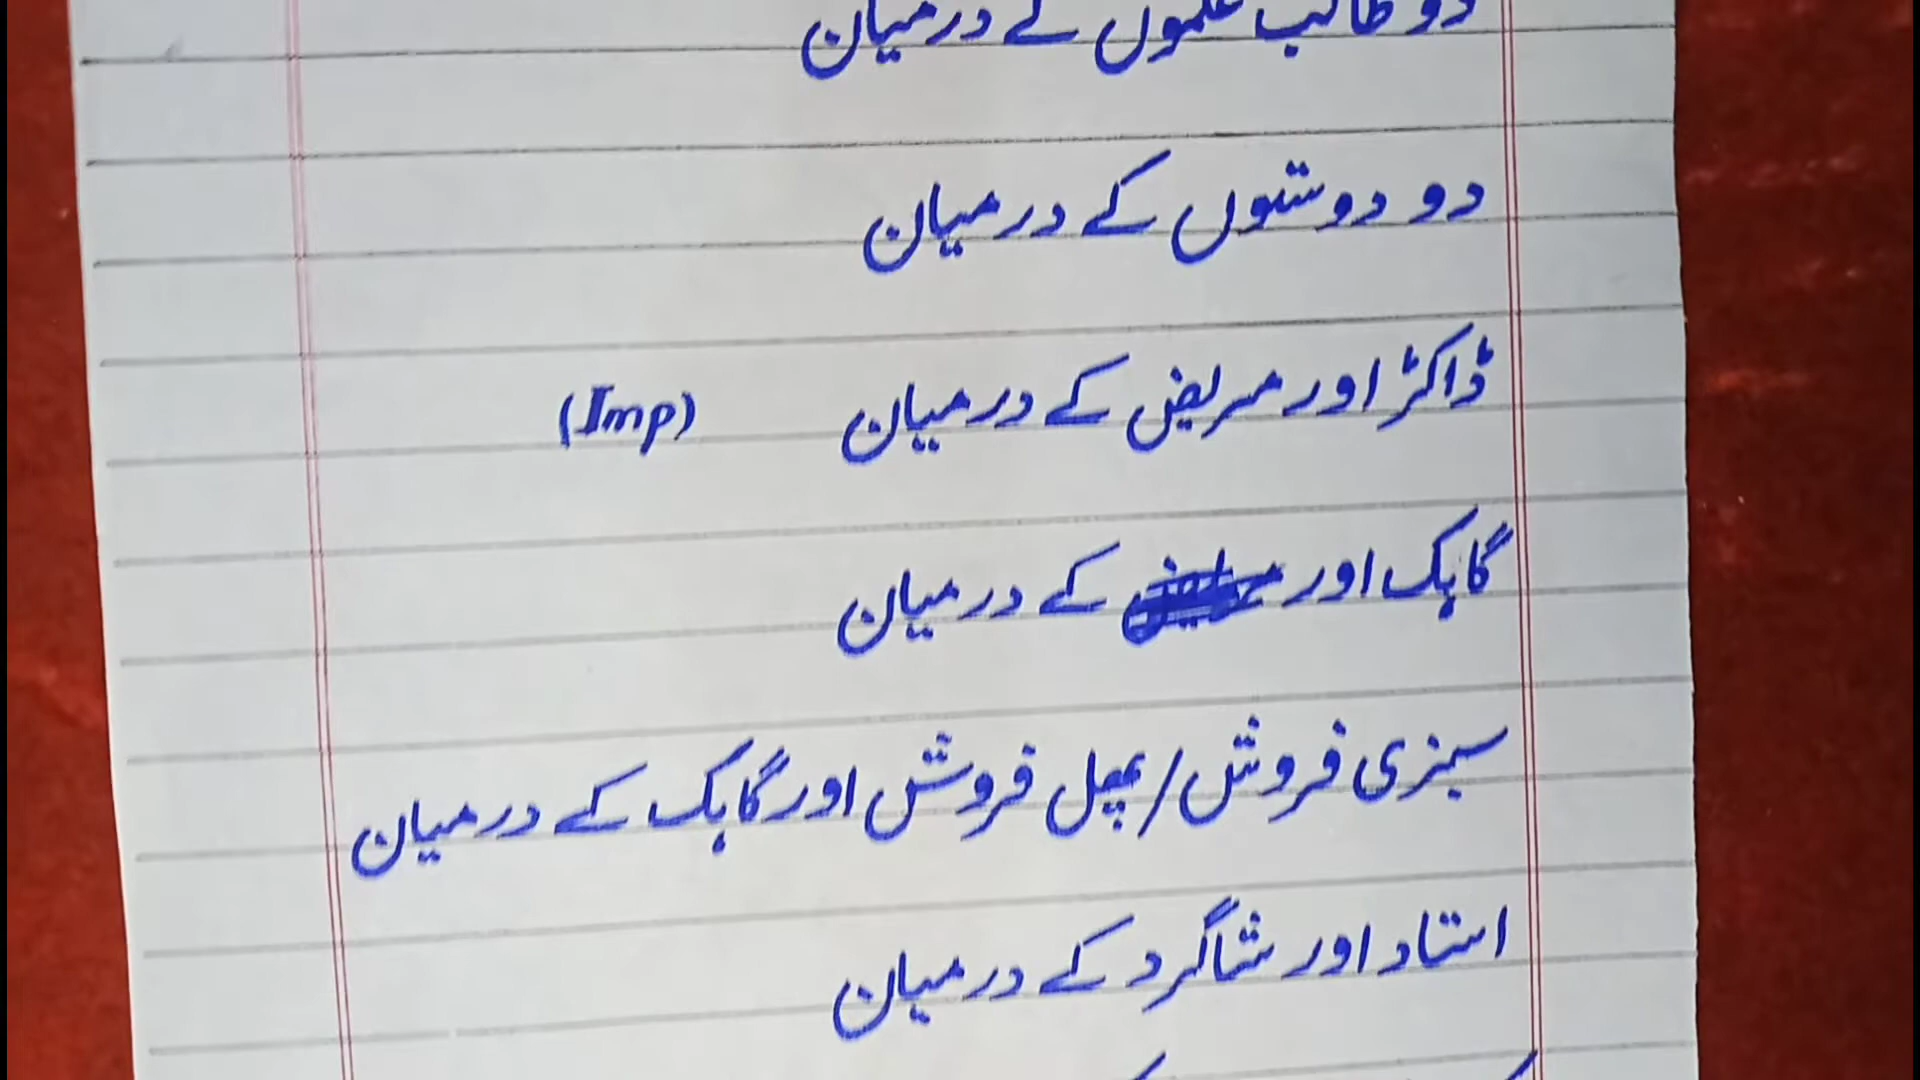 دو طالب علموں کے درمیان
دو دوستوں کے درمیان
ڈاکٹر اور مریض کے درمیان (Imp)
گاہک اور کے درمیان
سبزی فروش/پھل فروش اور گاہک کے درمیان
استاد اور شاگرد کے درمیان